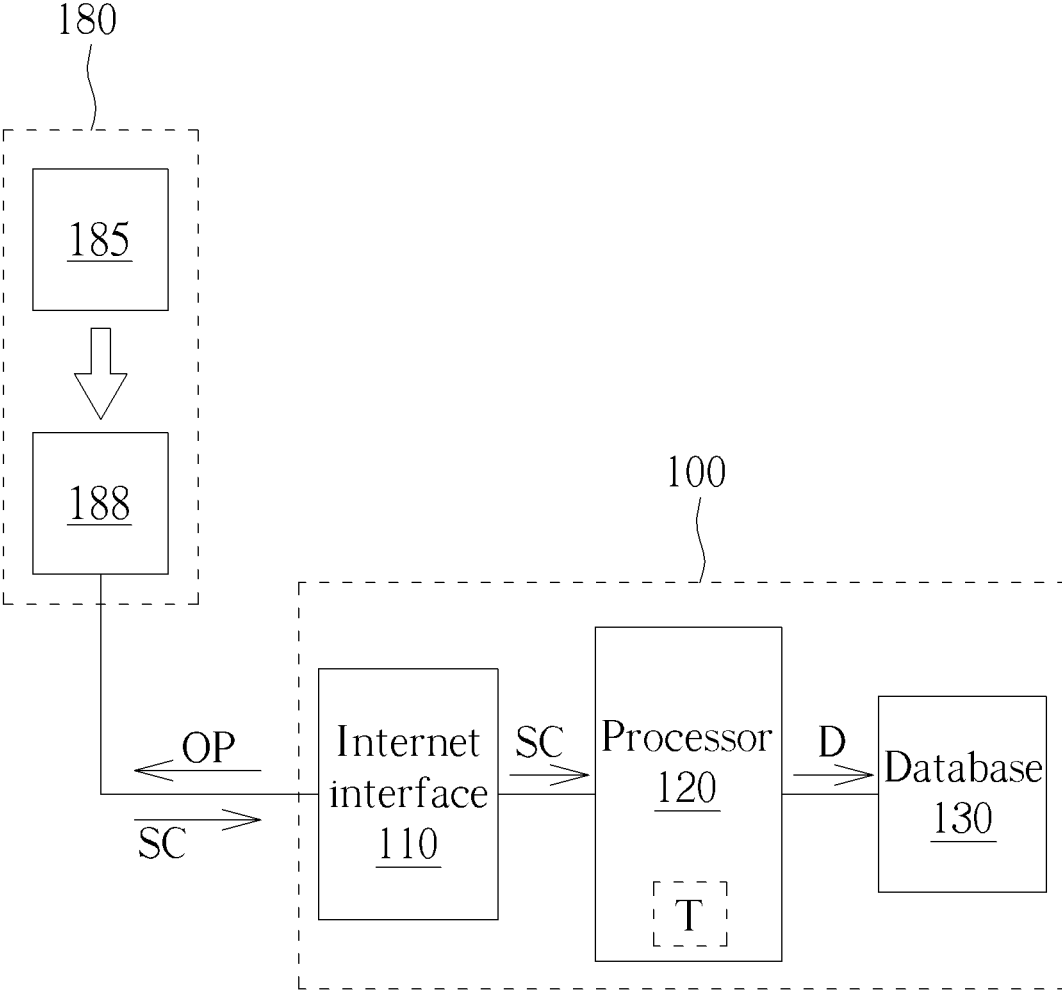 180
185
188
100
OP
SC
Internet
interface
110
SC
Processor
120
T
D
Database
130